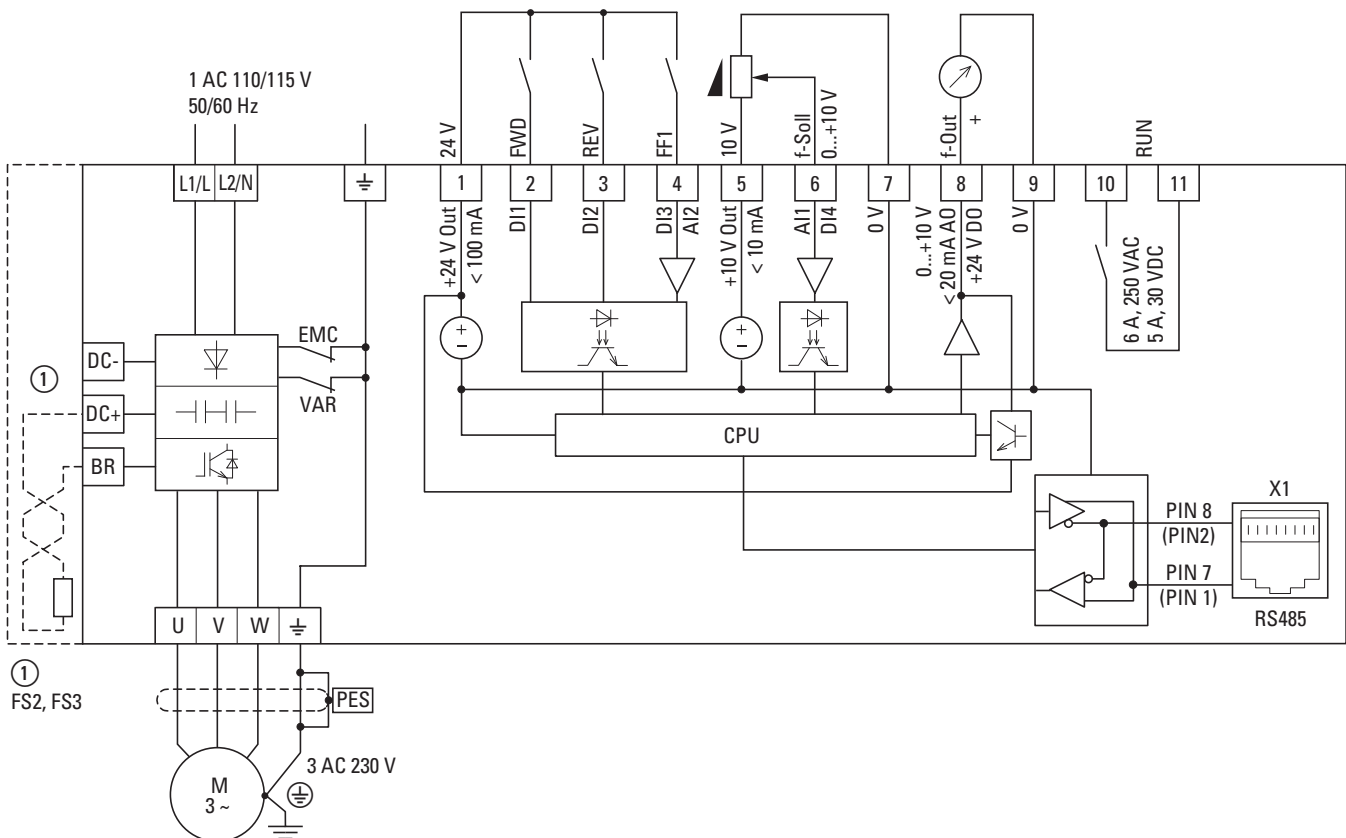 1 AC 110/115 V
50/60 Hz
24 V
FWD
REV
FF1
10 V
f-Soll
0...+10 V
f-Out
+
RUN
L1/L
L2/N
1
2
3
4
5
6
7
8
9
10
11
+24 V Out
< 100 mA
DI1
DI2
DI3
AI2
+10 V Out
< 10 mA
AI1
DI4
0 V
0...+10 V
< 20 mA AO
+24 V DO
0 V
6 A, 250 VAC
5 A, 30 VDC
+
-
+
-
EMC
VAR
1
DC-
DC+
BR
CPU
X1
PIN 8
(PIN2)
PIN 7
(PIN 1)
RS485
U
V
W
1
FS2, FS3
PES
3 AC 230 V
M
3 ~